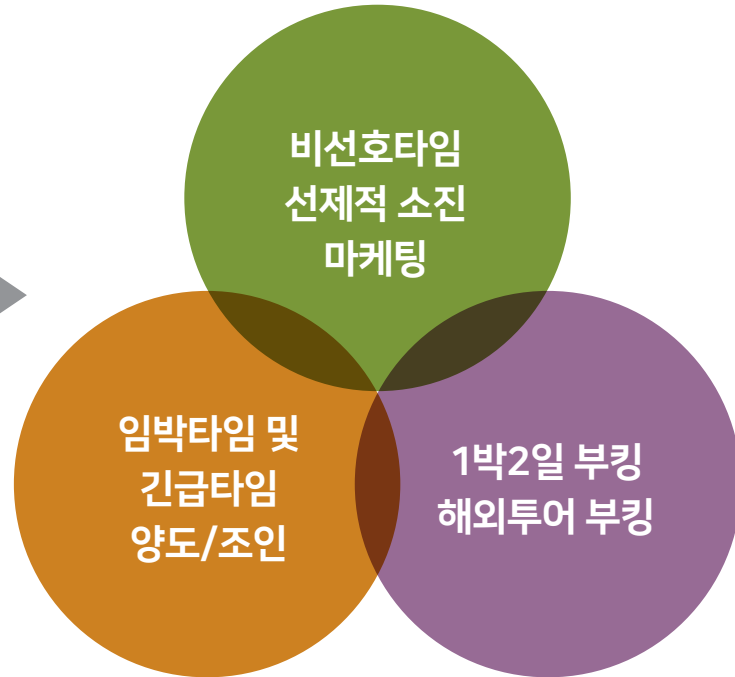 비선호타임
선제적 소진
마케팅
임박타임 및
긴급타임
양도/조인
1박2일 부킹
해외투어 부킹